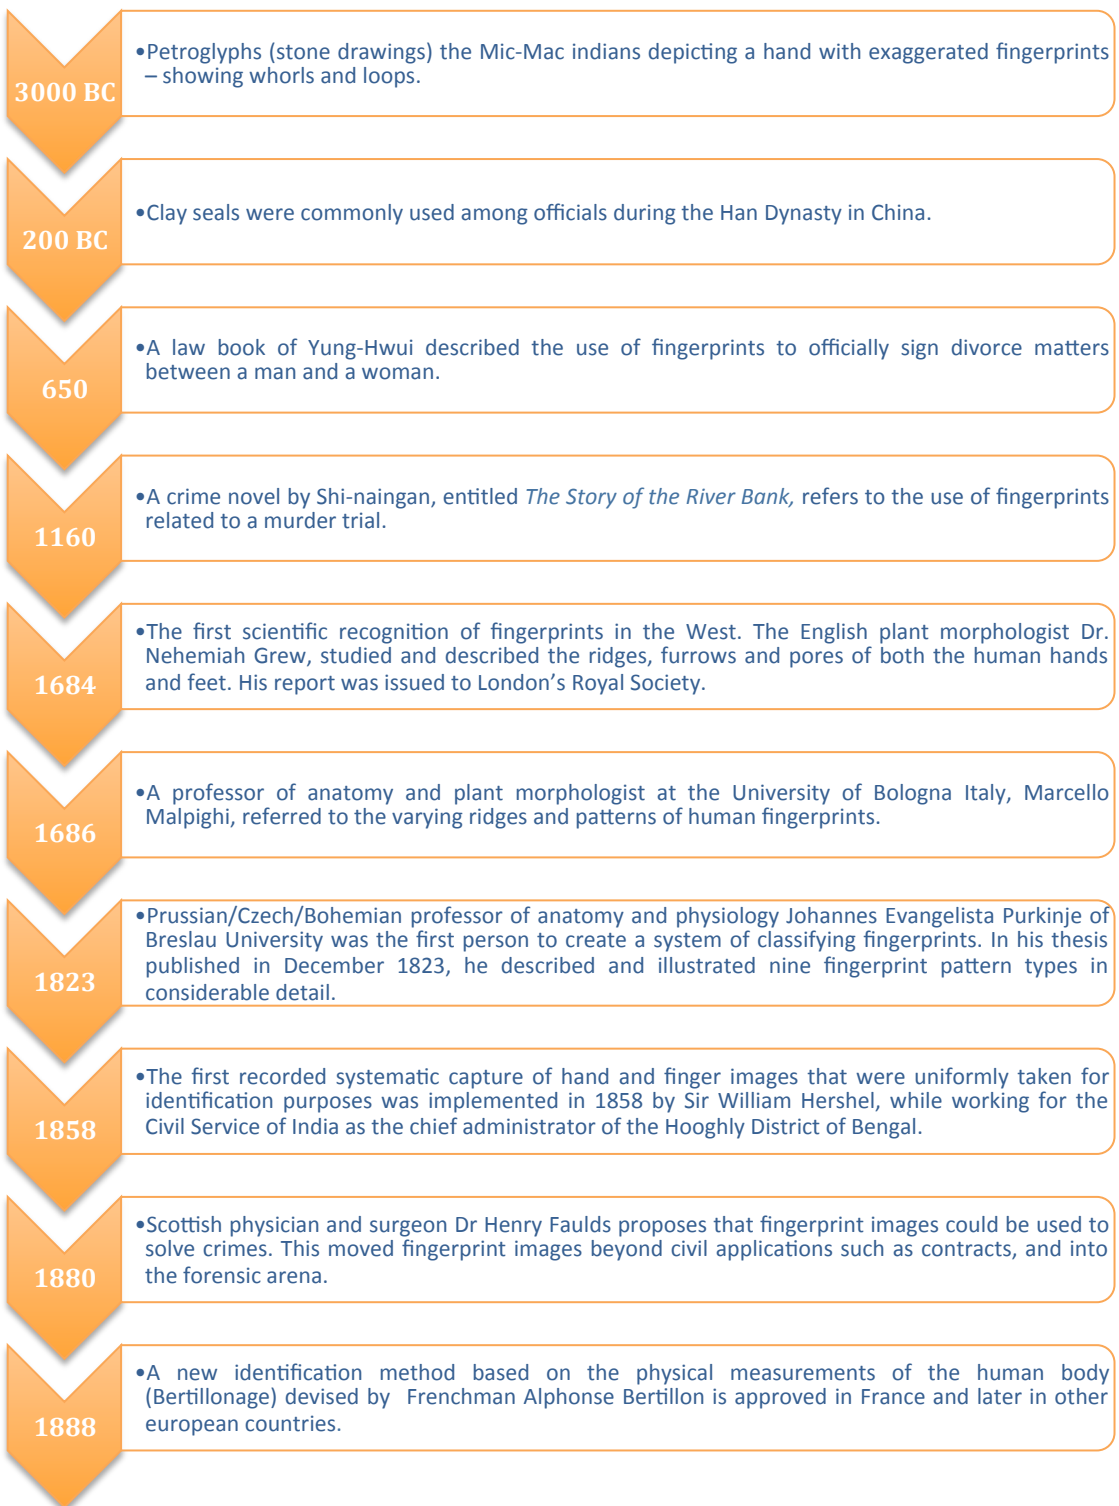 3000 BC
•Petroglyphs (stone drawings) the Mic-Mac indians depicting a hand with exaggerated fingerprints
– showing whorls and loops.
200 BC
•Clay seals were commonly used among officials during the Han Dynasty in China.
650
•A law book of Yung-Hwui described the use of fingerprints to officially sign divorce matters
between a man and a woman.
1160
•A crime novel by Shi-naingan, entitled The Story of the River Bank, refers to the use of fingerprints
related to a murder trial.
1684
•The first scientific recognition of fingerprints in the West. The English plant morphologist Dr.
Nehemiah Grew, studied and described the ridges, furrows and pores of both the human hands
and feet. His report was issued to London’s Royal Society.
1686
•A professor of anatomy and plant morphologist at the University of Bologna Italy, Marcello
Malpighi, referred to the varying ridges and patterns of human fingerprints.
1823
•Prussian/Czech/Bohemian professor of anatomy and physiology Johannes Evangelista Purkinje of
Breslau University was the first person to create a system of classifying fingerprints. In his thesis
published in December 1823, he described and illustrated nine fingerprint pattern types in
considerable detail.
1858
•The first recorded systematic capture of hand and finger images that were uniformly taken for
identification purposes was implemented in 1858 by Sir William Hershel, while working for the
Civil Service of India as the chief administrator of the Hooghly District of Bengal.
1880
•Scottish physician and surgeon Dr Henry Faulds proposes that fingerprint images could be used to
solve crimes. This moved fingerprint images beyond civil applications such as contracts, and into
the forensic arena.
1888
•A new identification method based on the physical measurements of the human body
(Bertillonage) devised by Frenchman Alphonse Bertillon is approved in France and later in other
european countries.